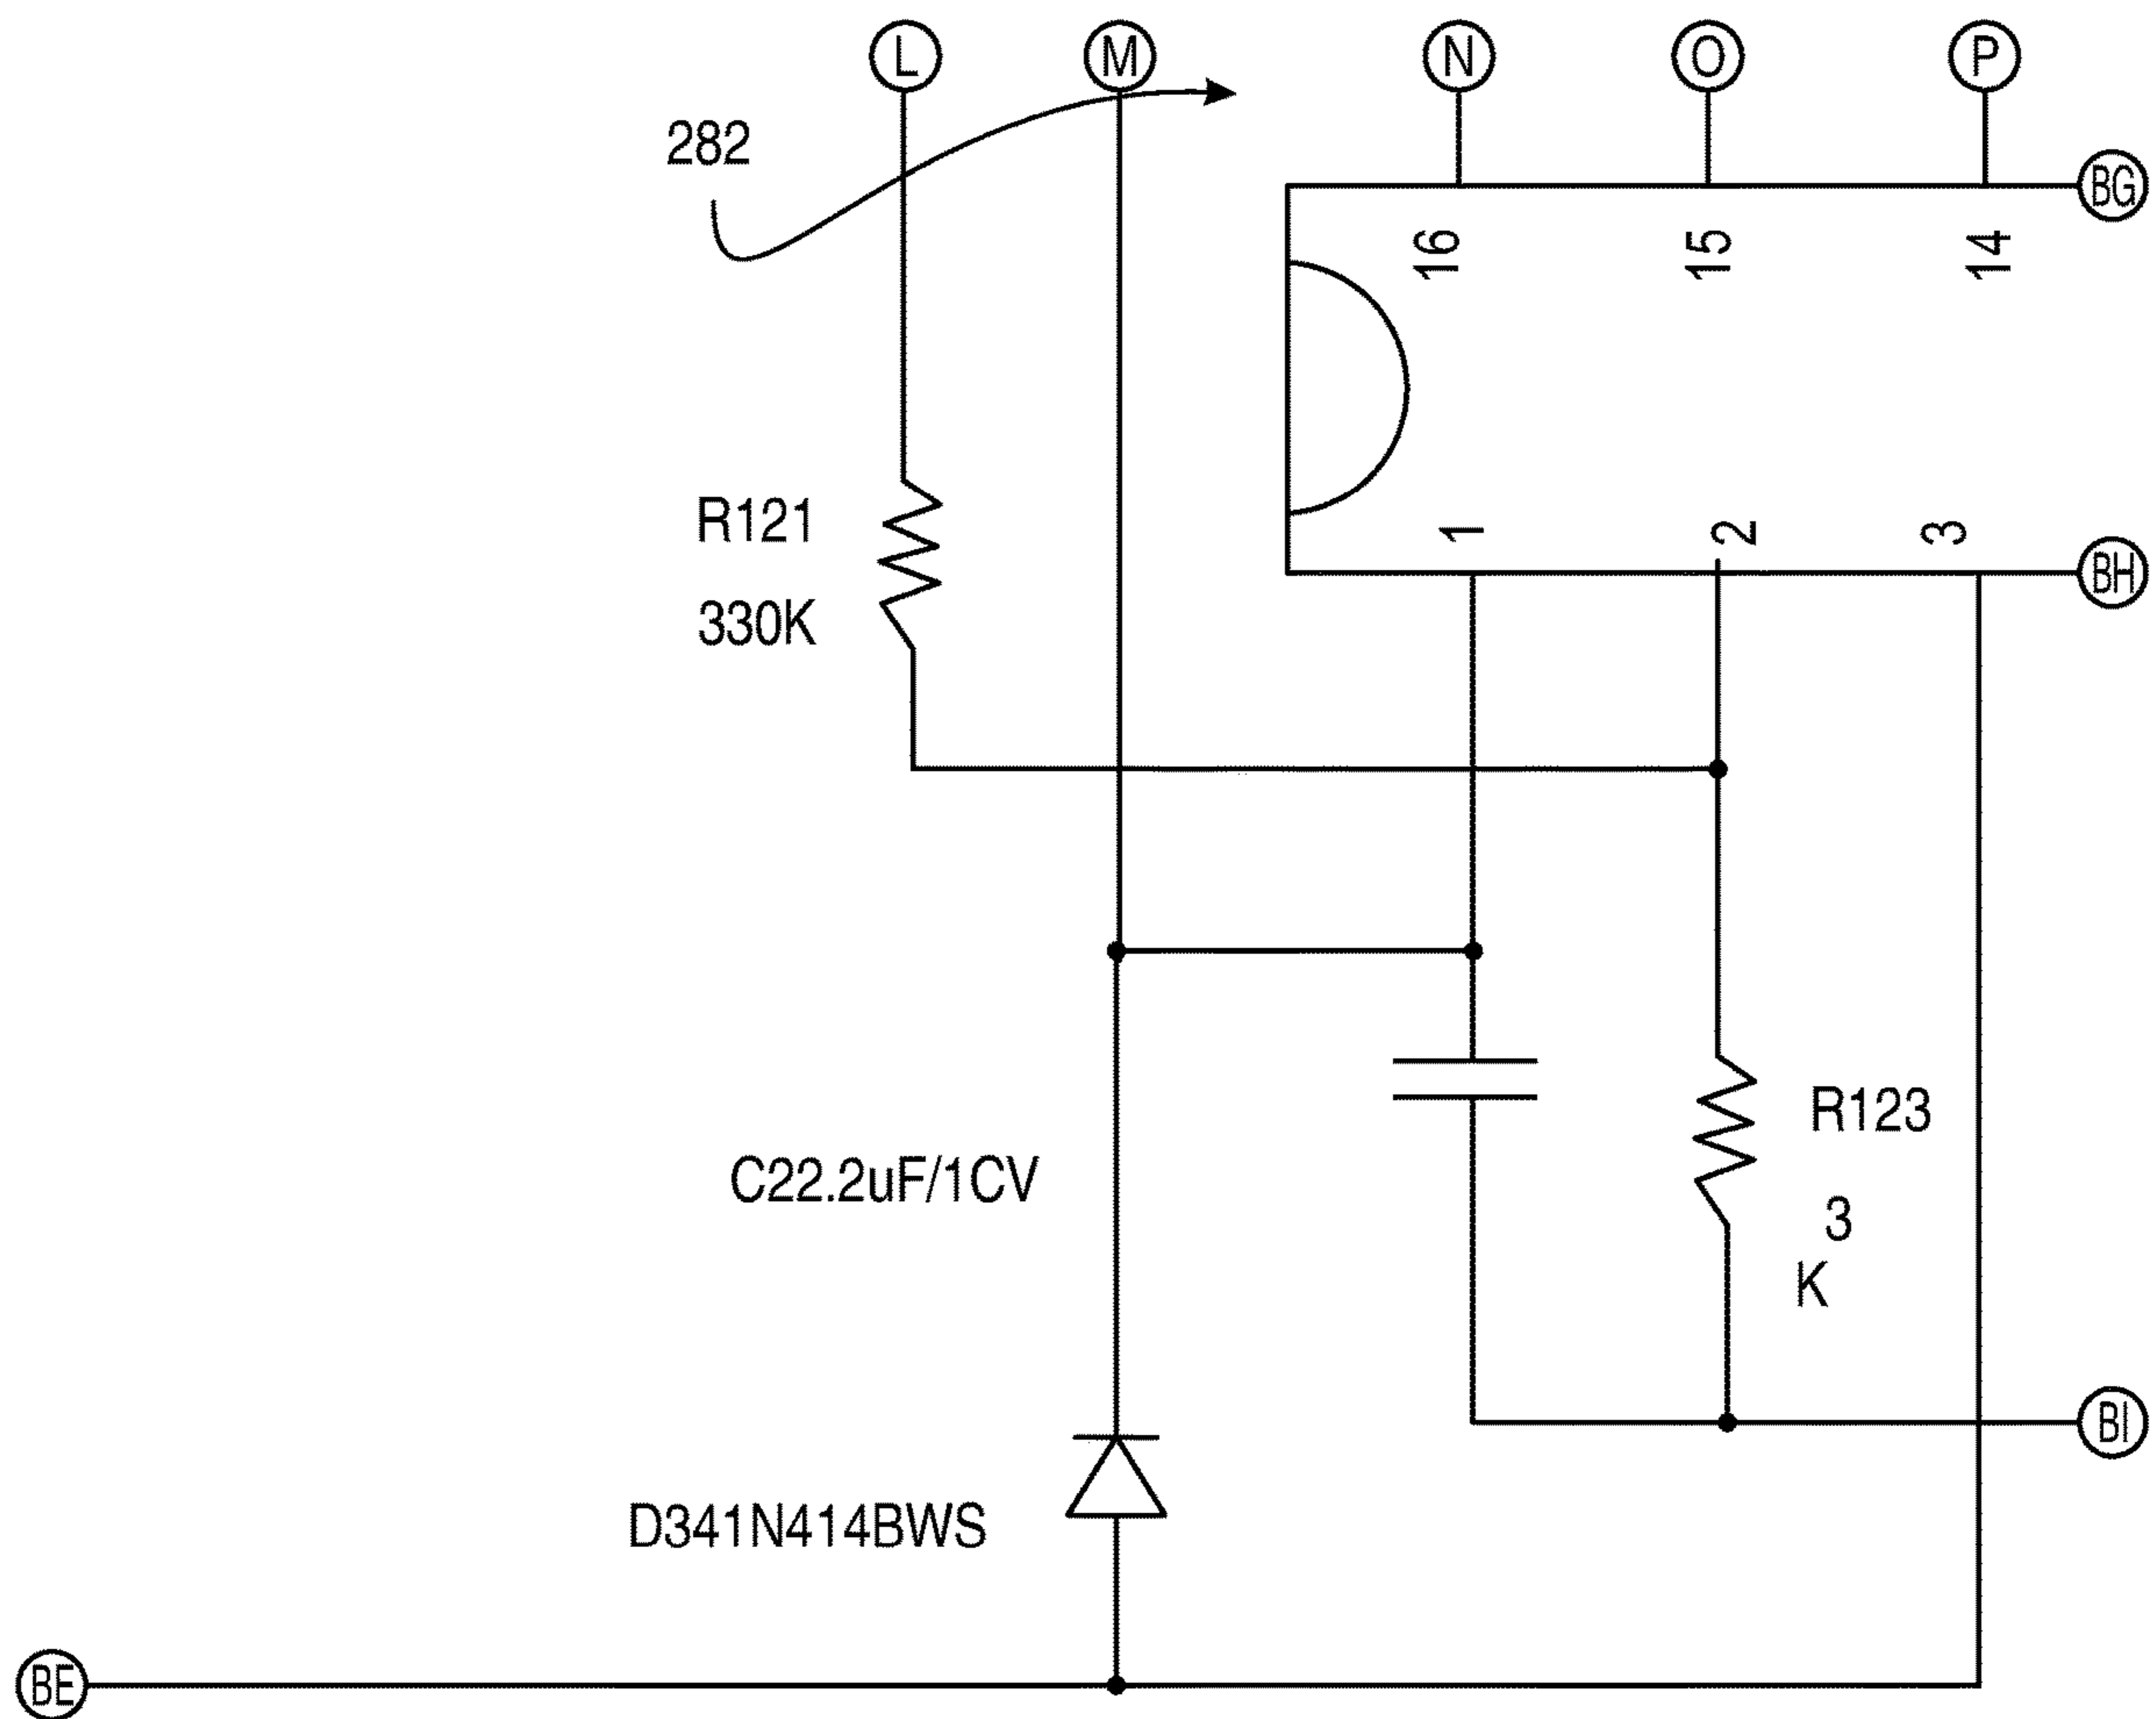 L M N O P
282
BG
16 15 14
R121
330K
1 2 3
BH
R123
3
K
C22.2uF/1CV
BI
D341N414BWS
BE